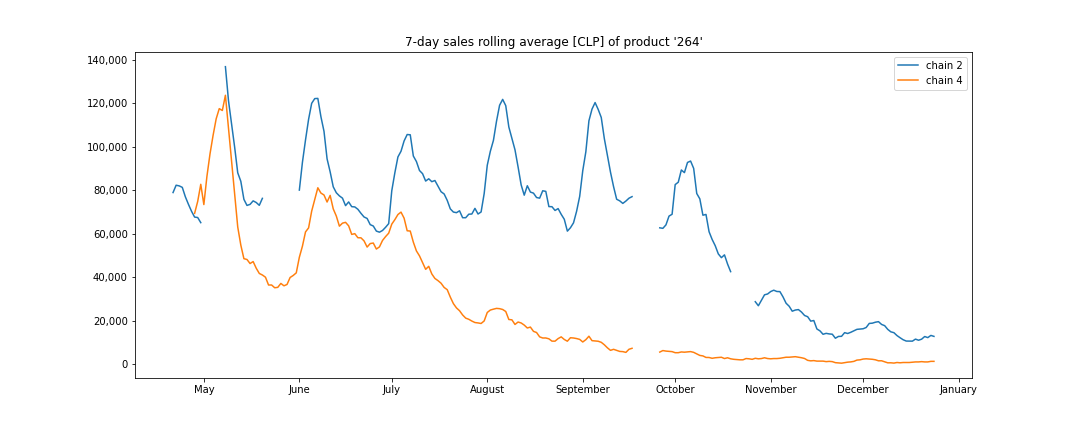 7-day sales rolling average [CLP] of product '264'
chain 2
chain 4
140,000
120,000
100,000
80,000
60,000
40,000
20,000
0
May June July August September October November December January